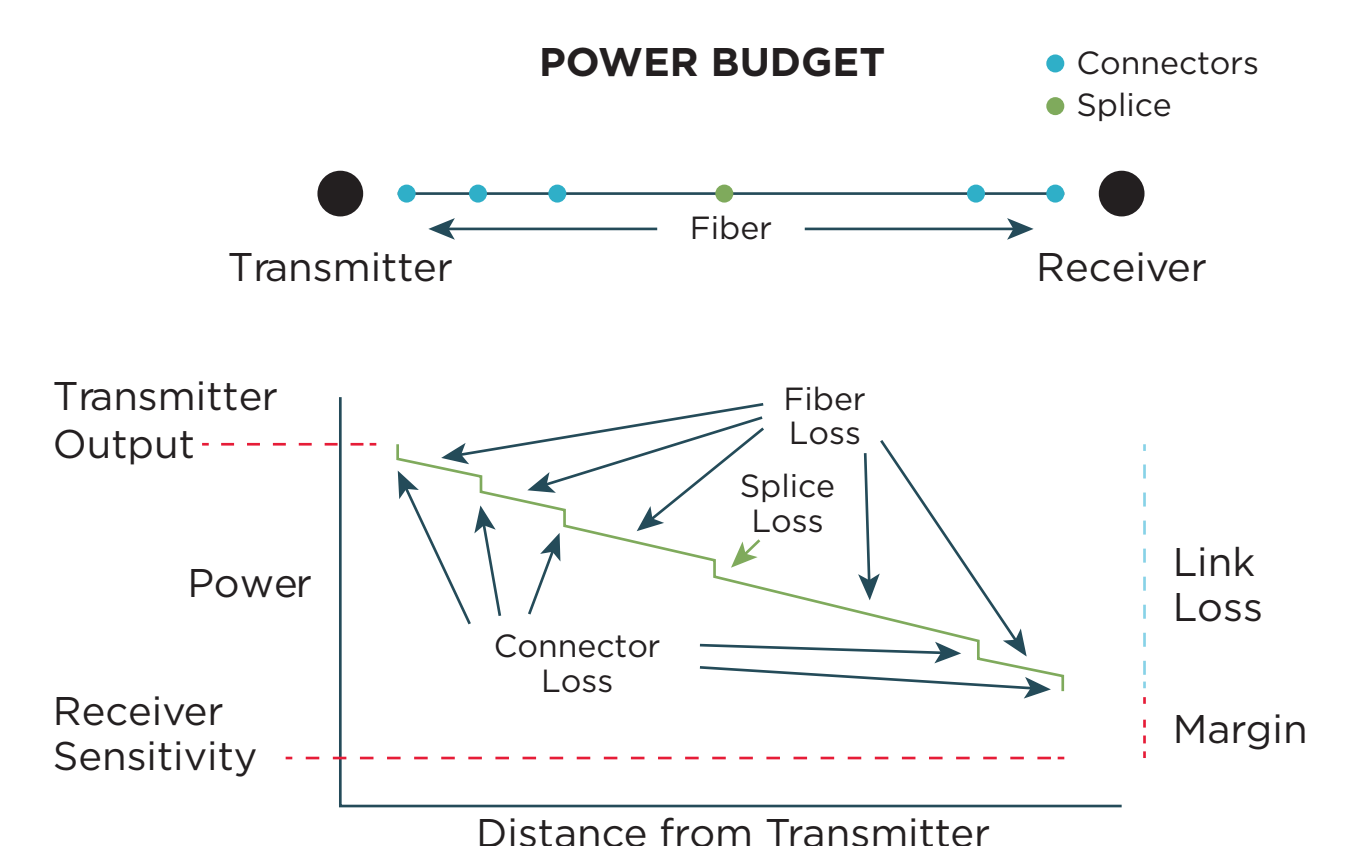 POWER BUDGET
Connectors
Splice
Fiber
Transmitter
Receiver
Transmitter
Output
Fiber
Loss
Splice
Loss
Power
Link
Loss
Connector
Loss
Receiver
Sensitivity
Margin
Distance from Transmitter